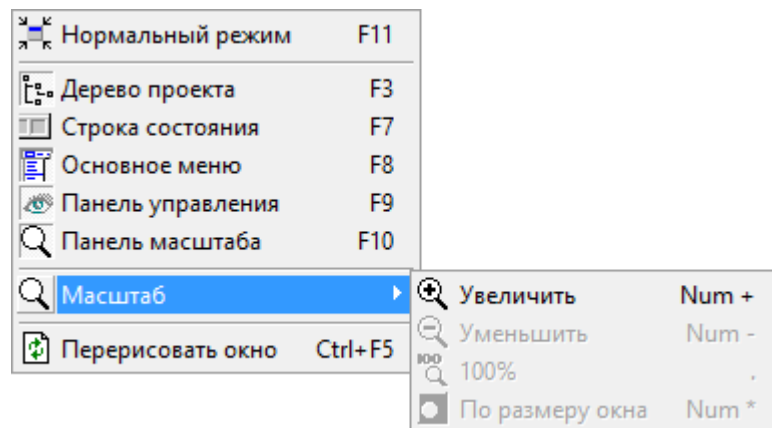 Нормальный режим F11
Дерево проекта F3
Строка состояния F7
Основное меню F8
Панель управления F9
Панель масштаба F10
Масштаб
Перерисовать окно Ctrl+F5
Увеличить Num +
Уменьшить Num -
100 100% .
По размеру окна Num *